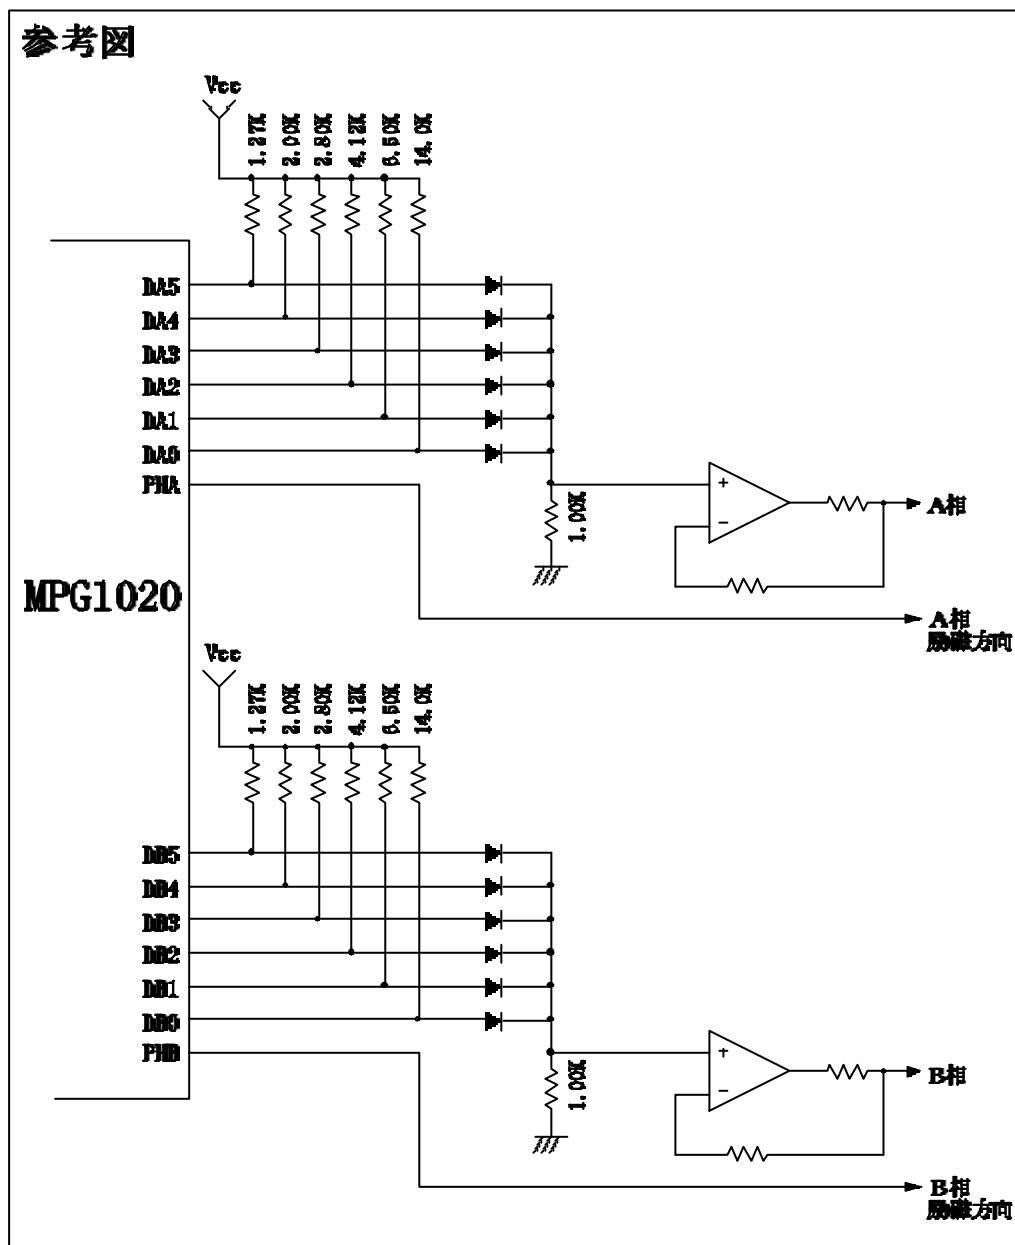 参考図
Vcc
1.27K
2.00K
2.80K
4.12K
6.50K
14.0K
DA5
DA4
DA3
DA2
DA1
DA0
PHA
+
−
1.00K
A相
MPG1020
A相
励磁方向
Vcc
1.27K
2.00K
2.80K
4.12K
6.50K
14.0K
DB5
DB4
DB3
DB2
DB1
DB0
PHB
+
−
1.00K
B相
B相
励磁方向